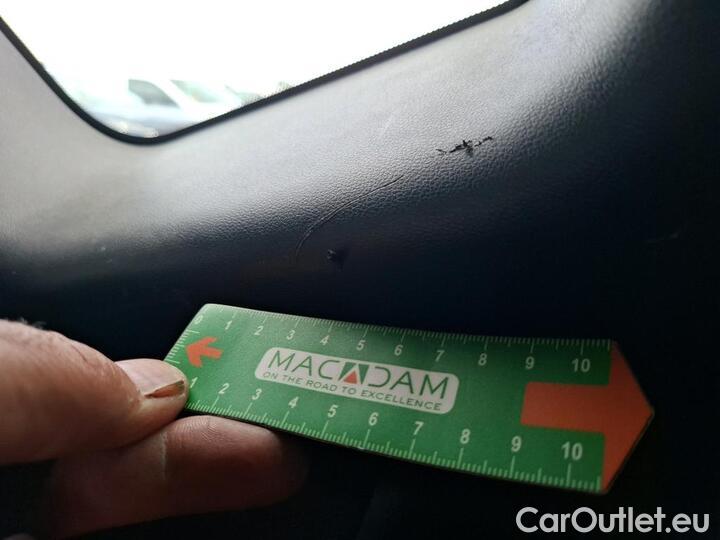 0 1 2 3 4 5 6 7 8 9 10
MACADAM
ON THE ROAD TO EXCELLENCE
1 2 3 4 5 6 7 8 9 10
CarOutlet.eu